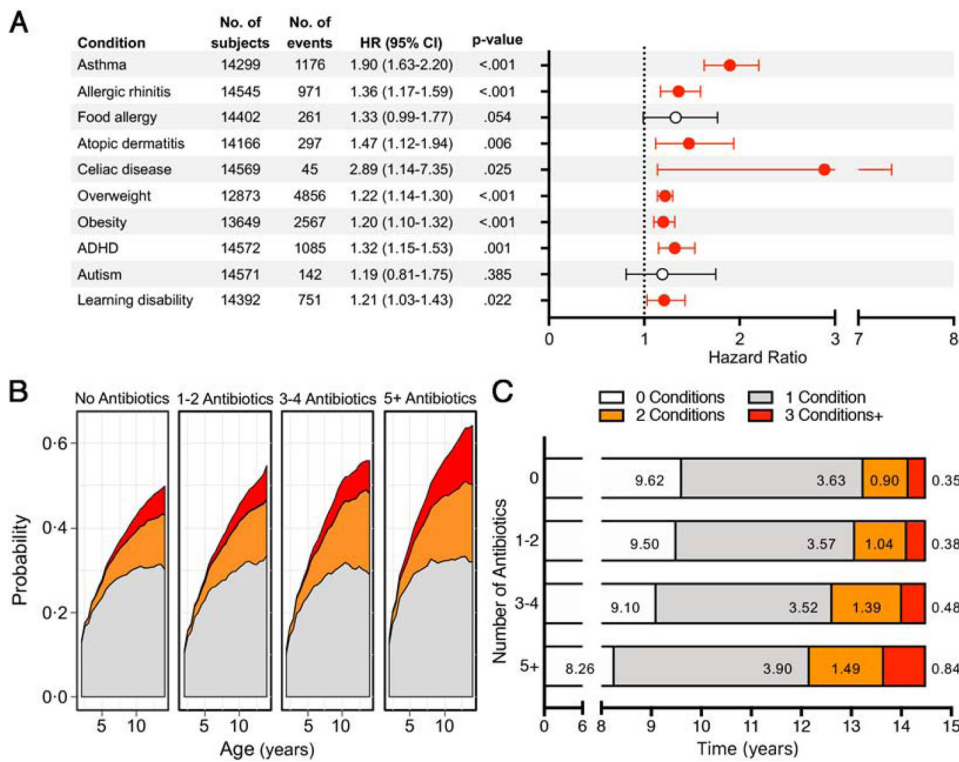 A
Condition No. of subjects No. of events HR (95% CI) p-value
Asthma 14299 1176 1.90 (1.63-2.20) <.001
Allergic rhinitis 14545 971 1.36 (1.17-1.59) <.001
Food allergy 14402 261 1.33 (0.99-1.77) .054
Atopic dermatitis 14166 297 1.47 (1.12-1.94) .006
Celiac disease 14569 45 2.89 (1.14-7.35) .025
Overweight 12873 4856 1.22 (1.14-1.30) <.001
Obesity 13649 2567 1.20 (1.10-1.32) <.001
ADHD 14572 1085 1.32 (1.15-1.53) .001
Autism 14571 142 1.19 (0.81-1.75) .385
Learning disability 14392 751 1.21 (1.03-1.43) .022
0 1 2 3 7 8
Hazard Ratio
B
No Antibiotics 1-2 Antibiotics 3-4 Antibiotics 5+ Antibiotics
Probability
0·6
0·4
0·2
0·0
5 10 5 10 5 10 5 10
Age (years)
C
0 Conditions 1 Condition
2 Conditions 3 Conditions+
Number of Antibiotics
0 9.62 3.63 0.90 0.35
1-2 9.50 3.57 1.04 0.38
3-4 9.10 3.52 1.39 0.48
5+ 8.26 3.90 1.49 0.84
0 6 8 9 10 11 12 13 14 15
Time (years)